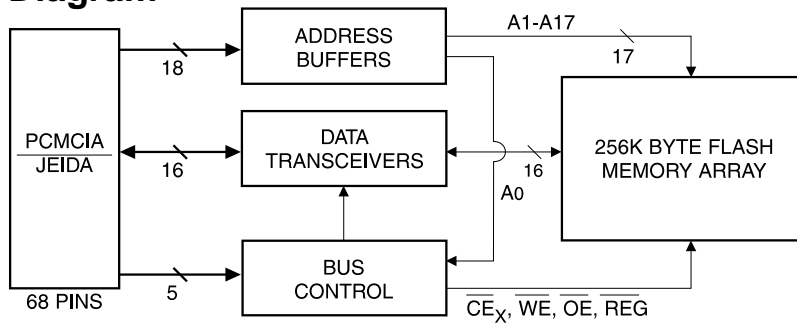 Diagram
PCMCIA
JEIDA
68 PINS
18
16
5
ADDRESS
BUFFERS
DATA
TRANSCEIVERS
BUS
CONTROL
A1-A17
17
16
A0
CEX, WE, OE, REG
256K BYTE FLASH
MEMORY ARRAY